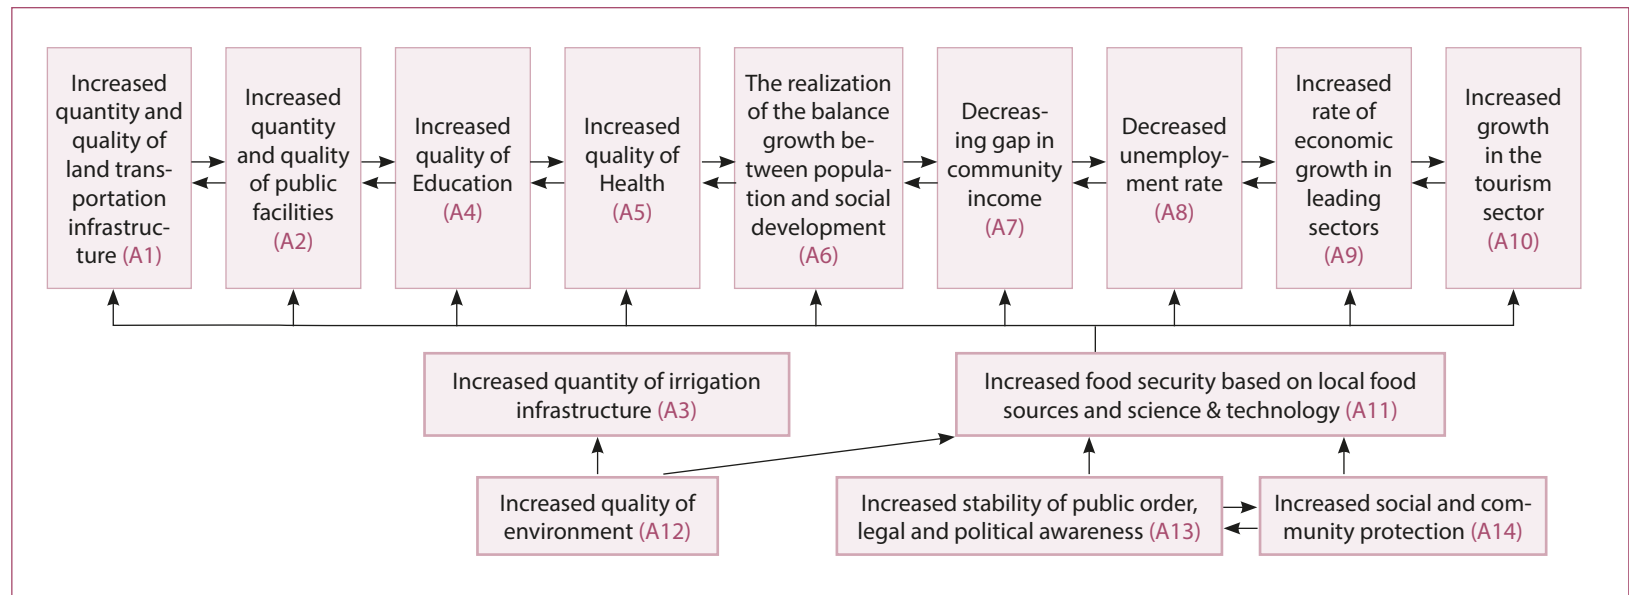 Increased
quantity and
quality of
land trans-
portation
infrastruc-
ture (A1)
Increased
quantity
and quality
of public
facilities
(A2)
Increased
quality of
Education
(A4)
Increased
quality of
Health
(A5)
The realization
of the balance
growth be-
tween popula-
tion and social
development
(A6)
Decreas-
ing gap in
community
income
(A7)
Decreased
unemploy-
ment rate
(A8)
Increased
rate of
economic
growth in
leading
sectors
(A9)
Increased
growth
in the
tourism
sector
(A10)
Increased quantity of irrigation
infrastructure (A3)
Increased food security based on local food
sources and science & technology (A11)
Increased quality of
environment (A12)
Increased stability of public order,
legal and political awareness (A13)
Increased social and com-
munity protection (A14)